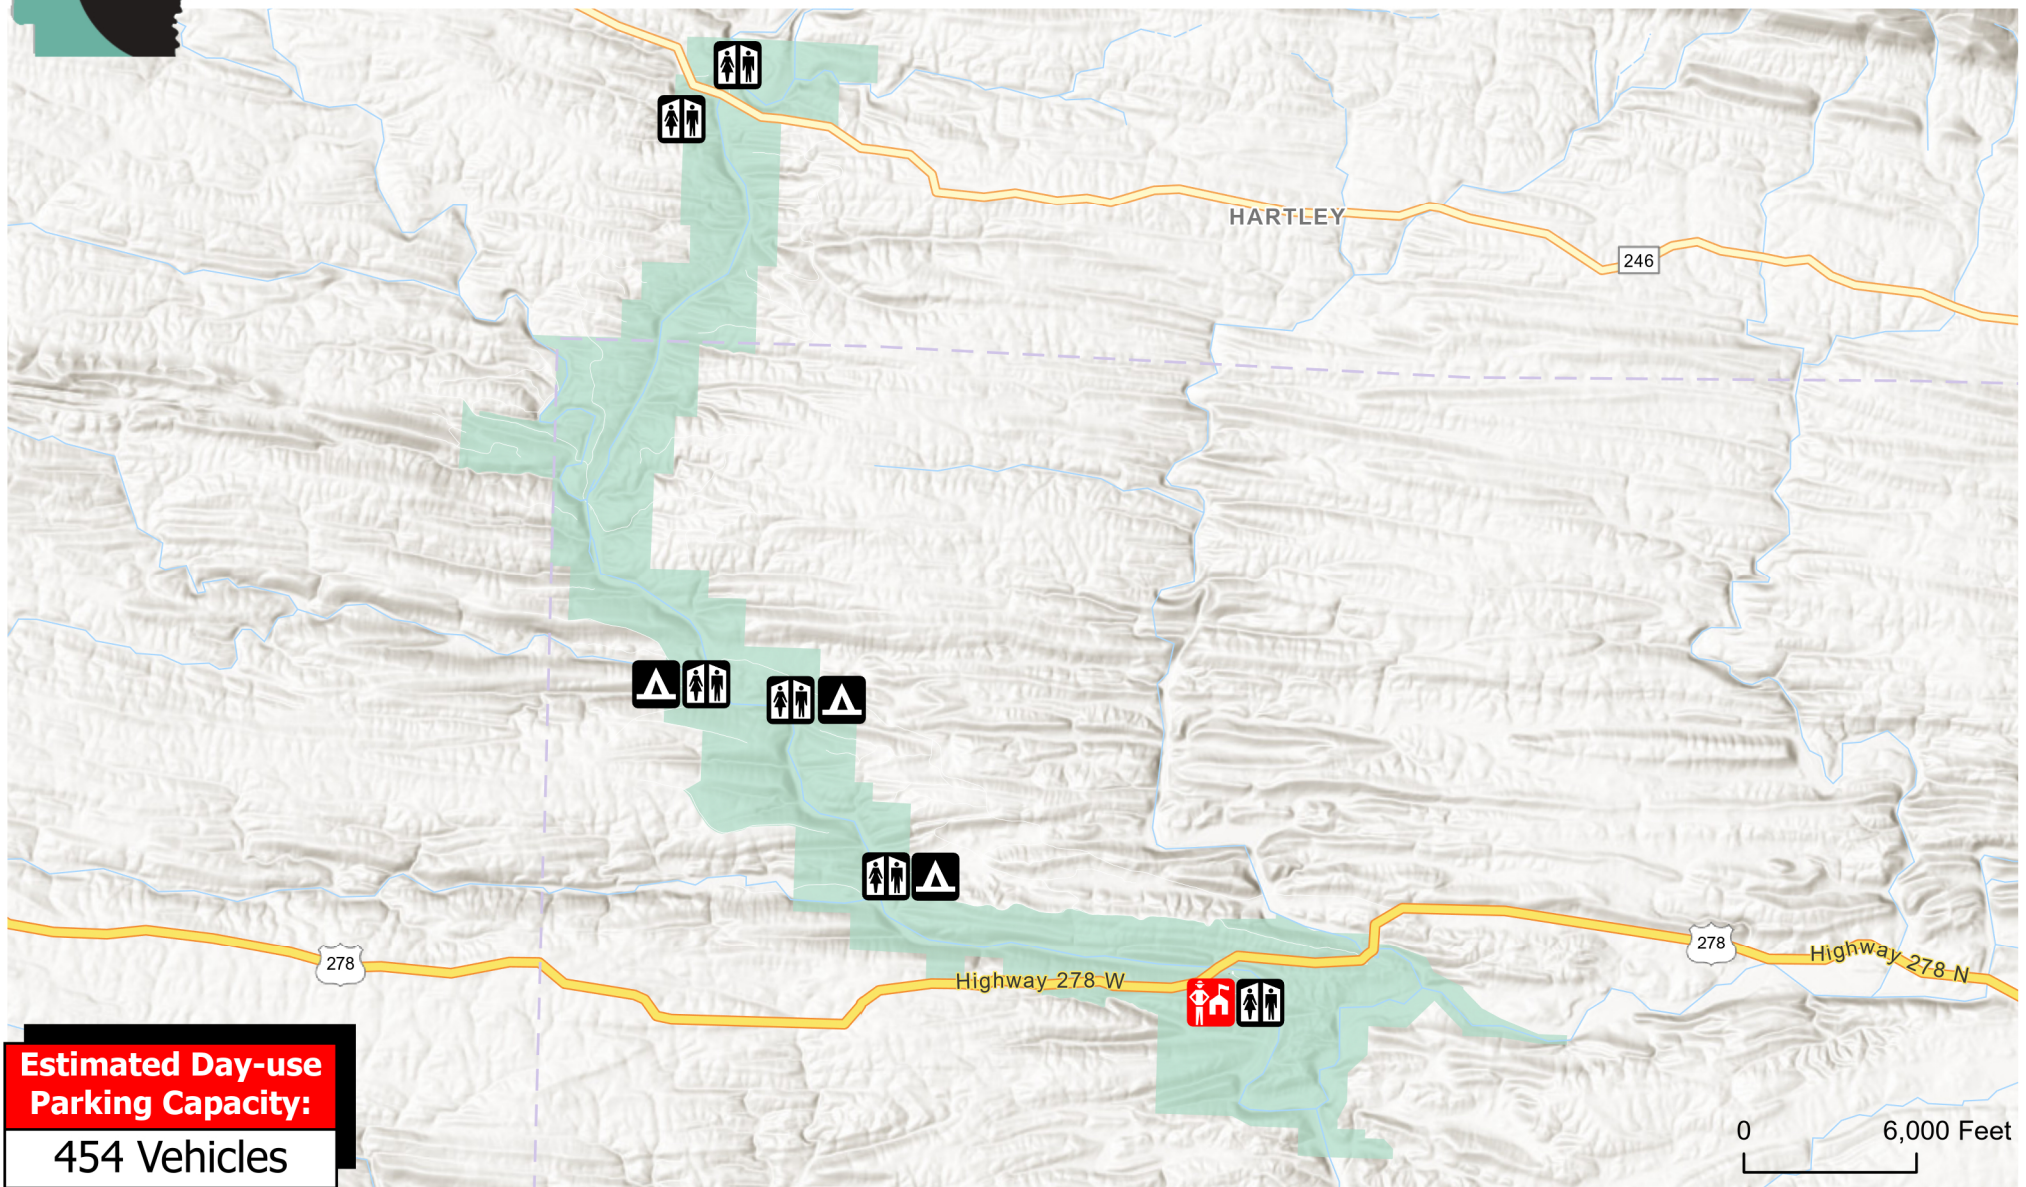 HARTLEY
246
278
Highway 278 N
278
Highway 278 W
Estimated Day-use
Parking Capacity:
454 Vehicles
0 6,000 Feet